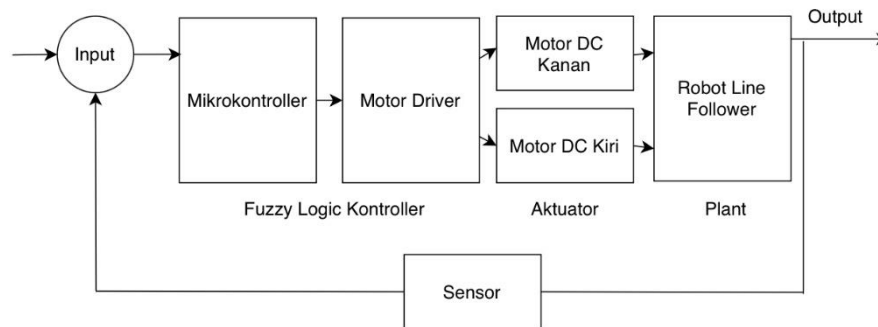 Output
Input
Mikrokontroller
Motor Driver
Motor DC
Kanan
Motor DC Kiri
Robot Line
Follower
Fuzzy Logic Kontroller
Aktuator
Plant
Sensor